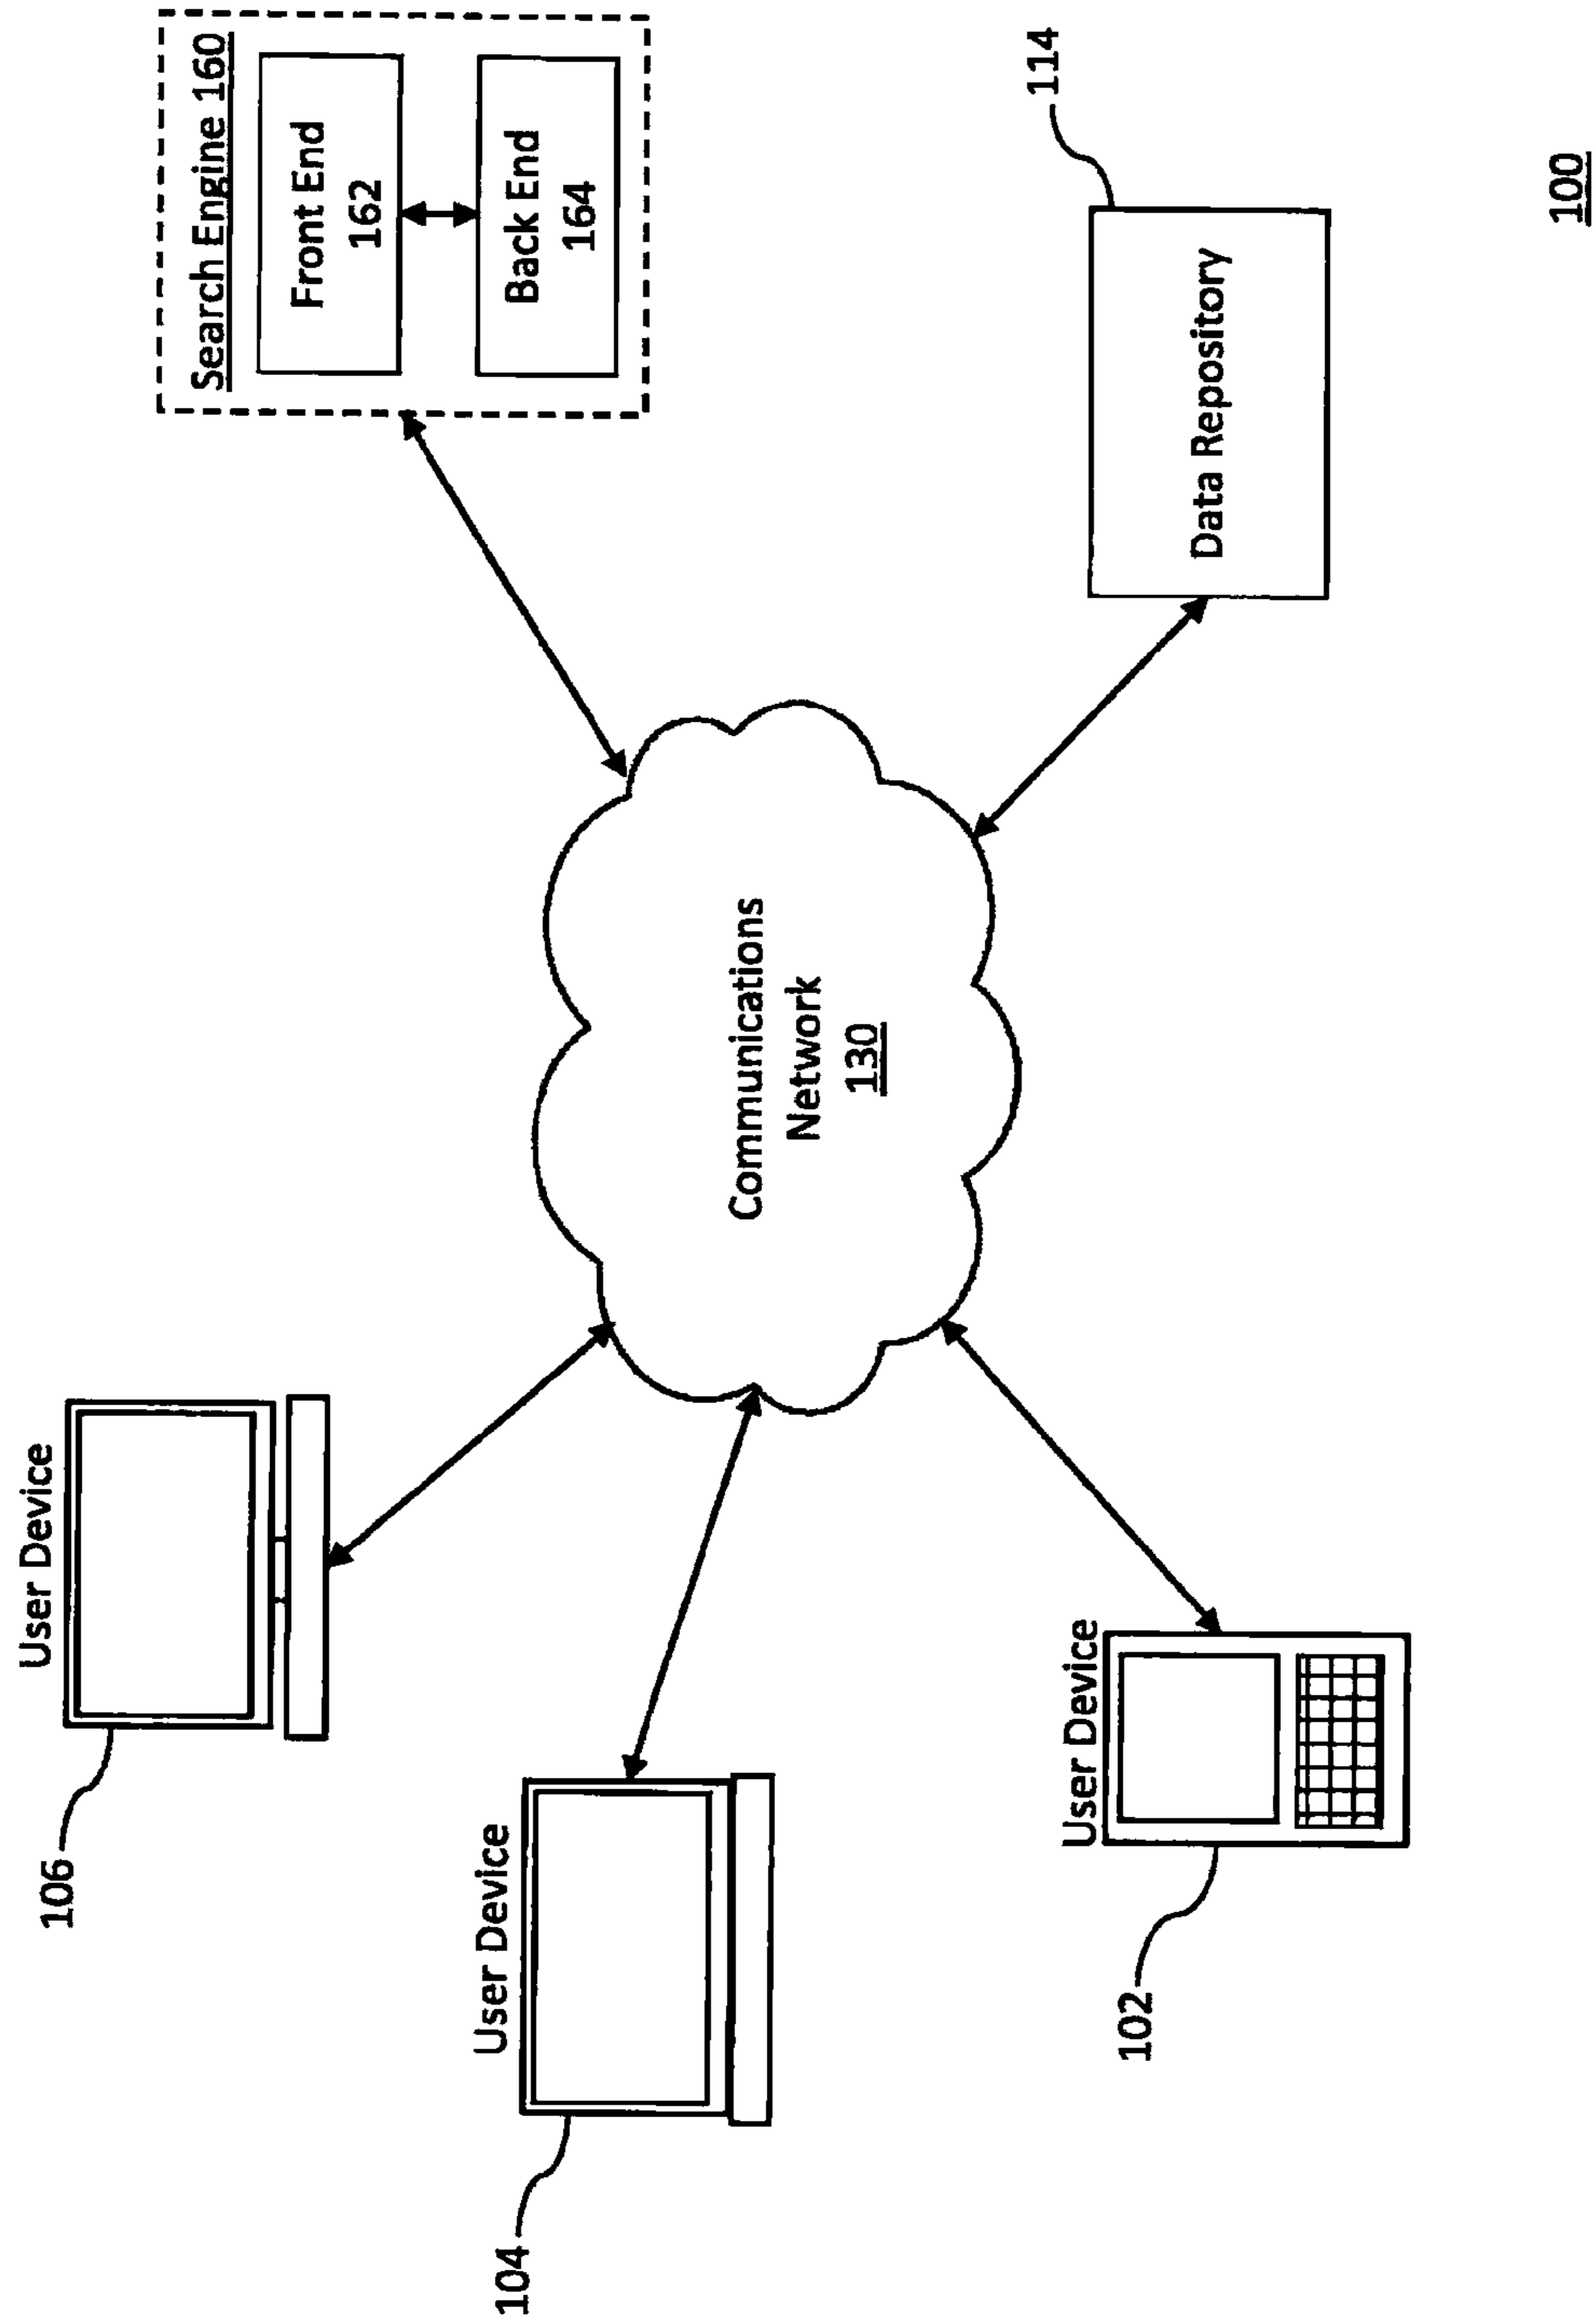 106
User Device
Search Engine 160
Front End
162
Back End
164
104
User Device
Communications
Network
130
102
User Device
Data Repository
114
100